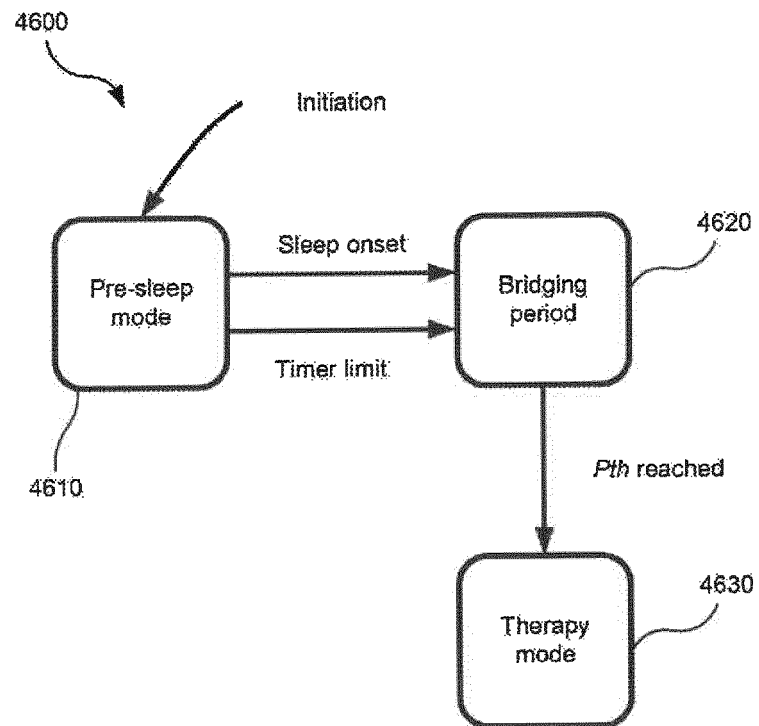 4600
Initiation
Pre-sleep
mode
Sleep onset
Timer limit
4610
Bridging
period
4620
Pth reached
Therapy
mode
4630